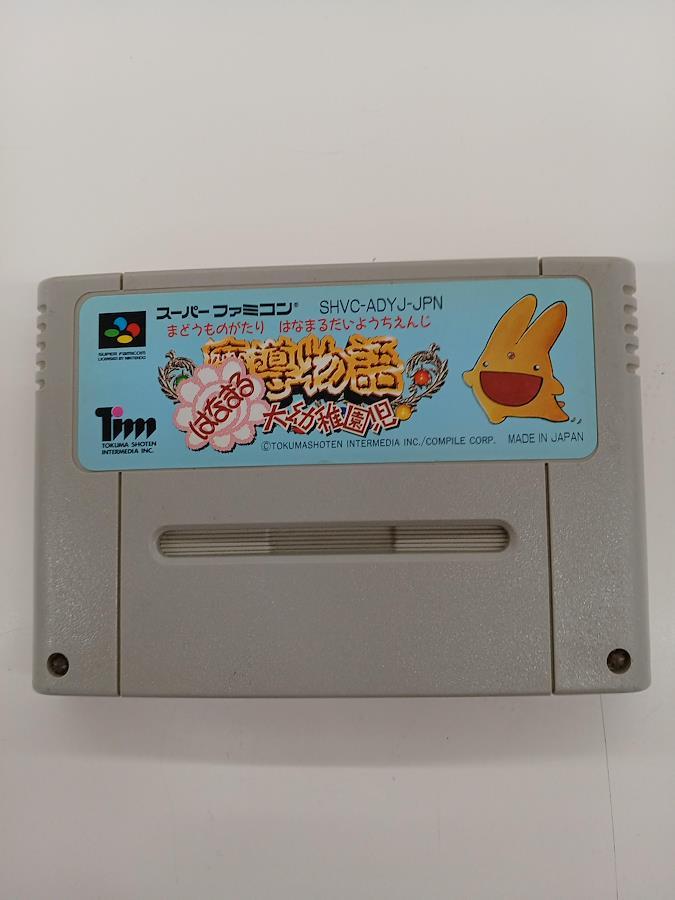 スーパーファミコン® SHVC-ADYJ-JPN
まどうものがたり はなまるだいようちえんじ
SUPER FAMICOM
LICENSED BY NINTENDO
魔導物語
はなまる
大幼稚園児
Tim
TOKUMA SHOTEN
INTERMEDIA INC.
©TOKUMASHOTEN INTERMEDIA INC./COMPILE CORP. MADE IN JAPAN